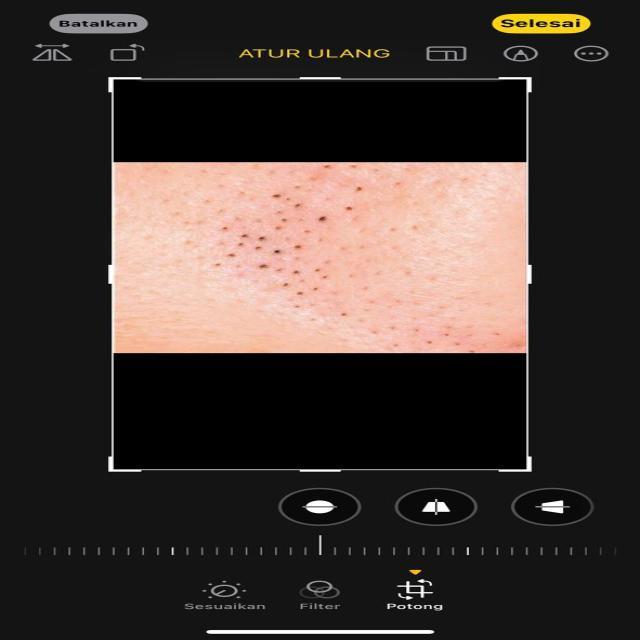 Batalkan
Selesai
ATUR ULANG
Sesuaikan
Filter
Potong